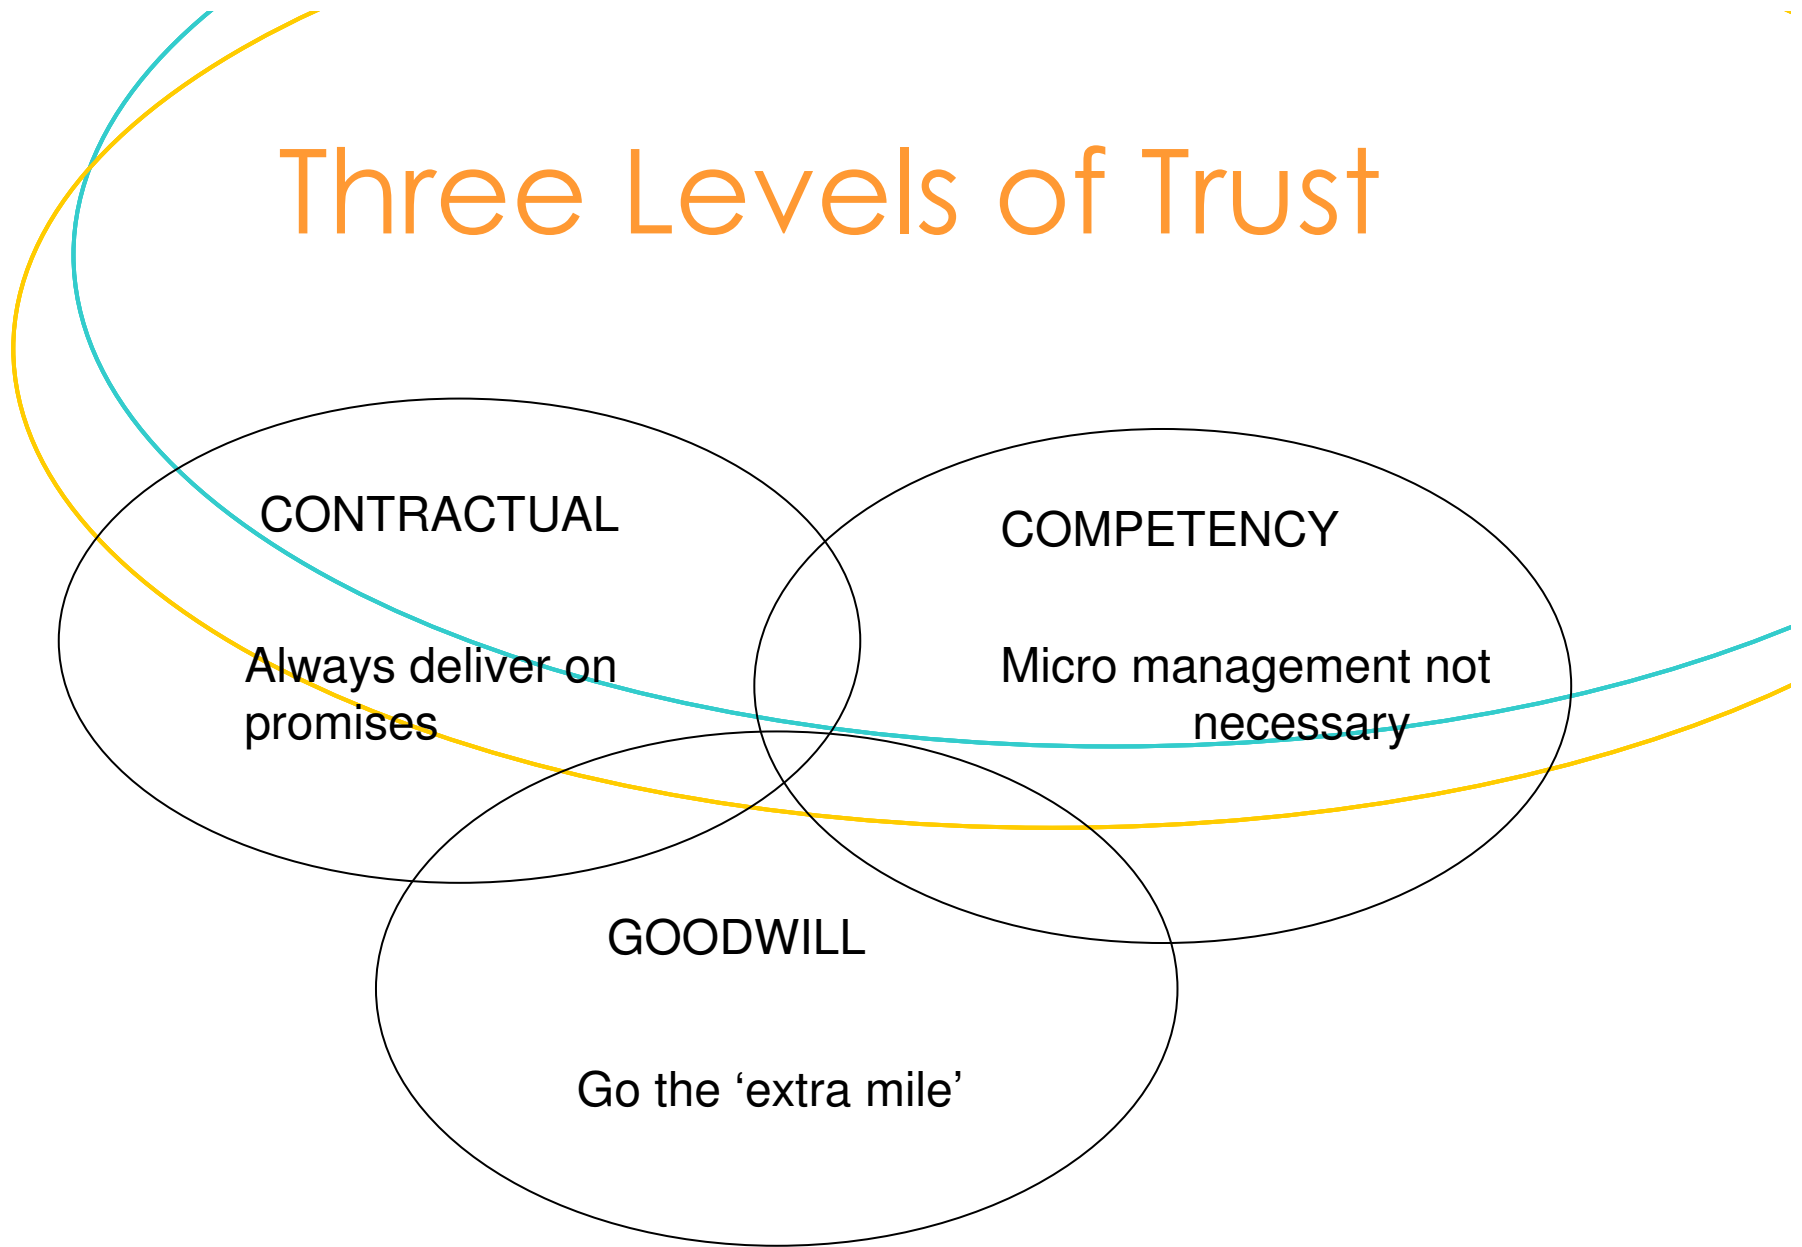 Three Levels of Trust
CONTRACTUAL
Always deliver on
promises
COMPETENCY
Micro management not
necessary
GOODWILL
Go the ‘extra mile’